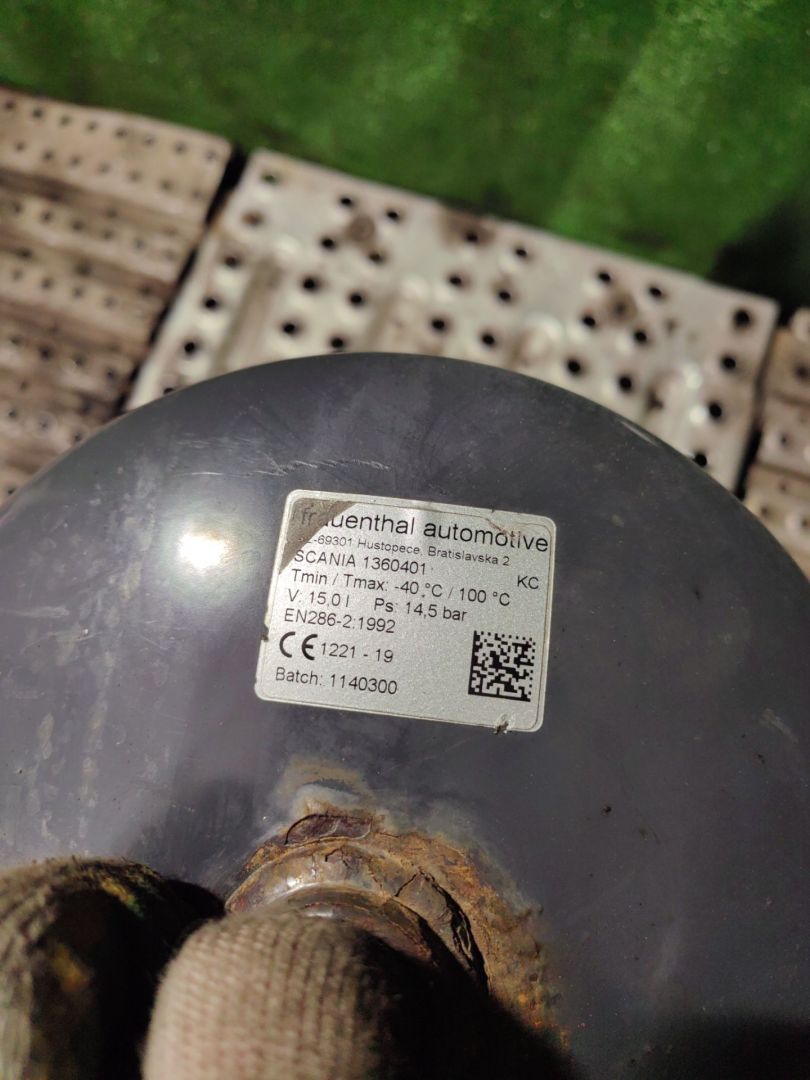 frauenthal automotive
CZ-69301 Hustopece, Bratislavska 2
SCANIA 1360401 KC
Tmin / Tmax: -40 °C / 100 °C
V: 15,0 l Ps: 14,5 bar
EN286-2:1992
CE 1221 - 19
Batch: 1140300